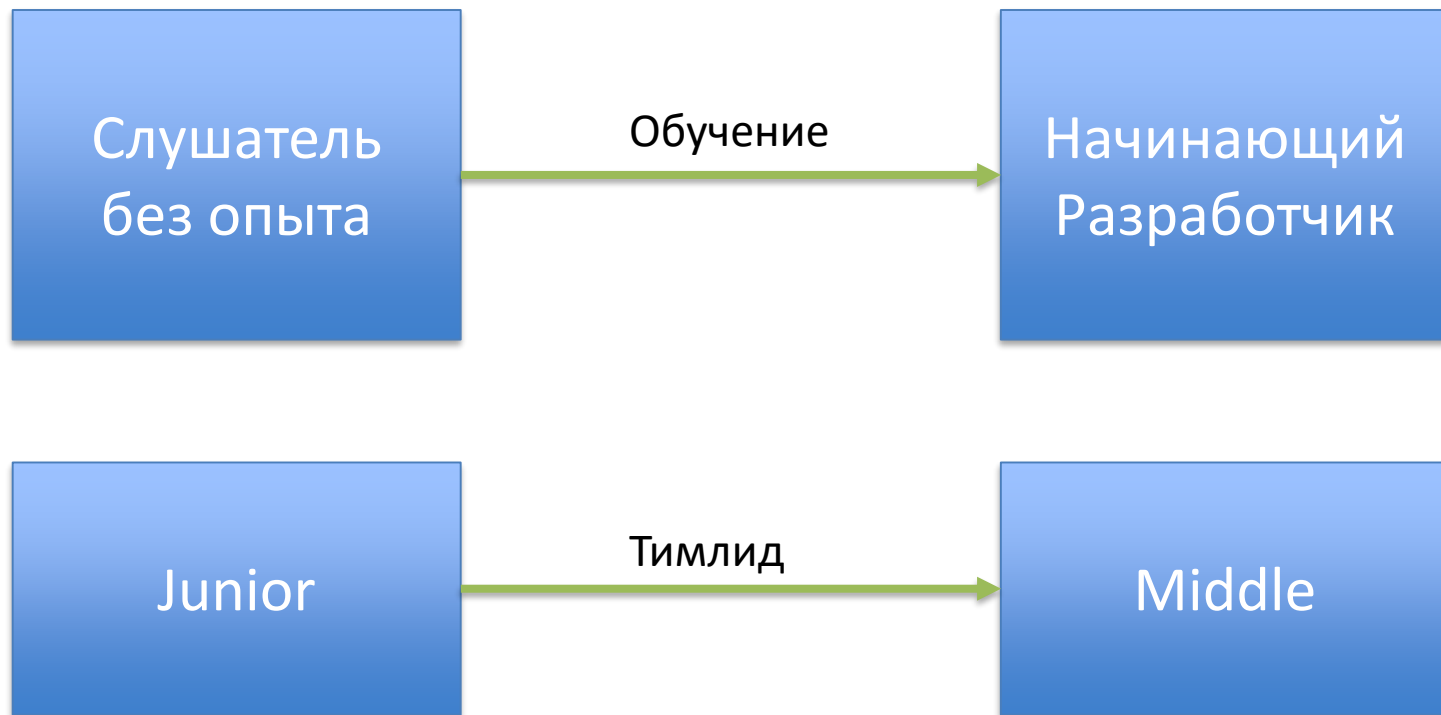 Слушатель
без опыта
Обучение
Начинающий
Разработчик
Junior
Тимлид
Middle